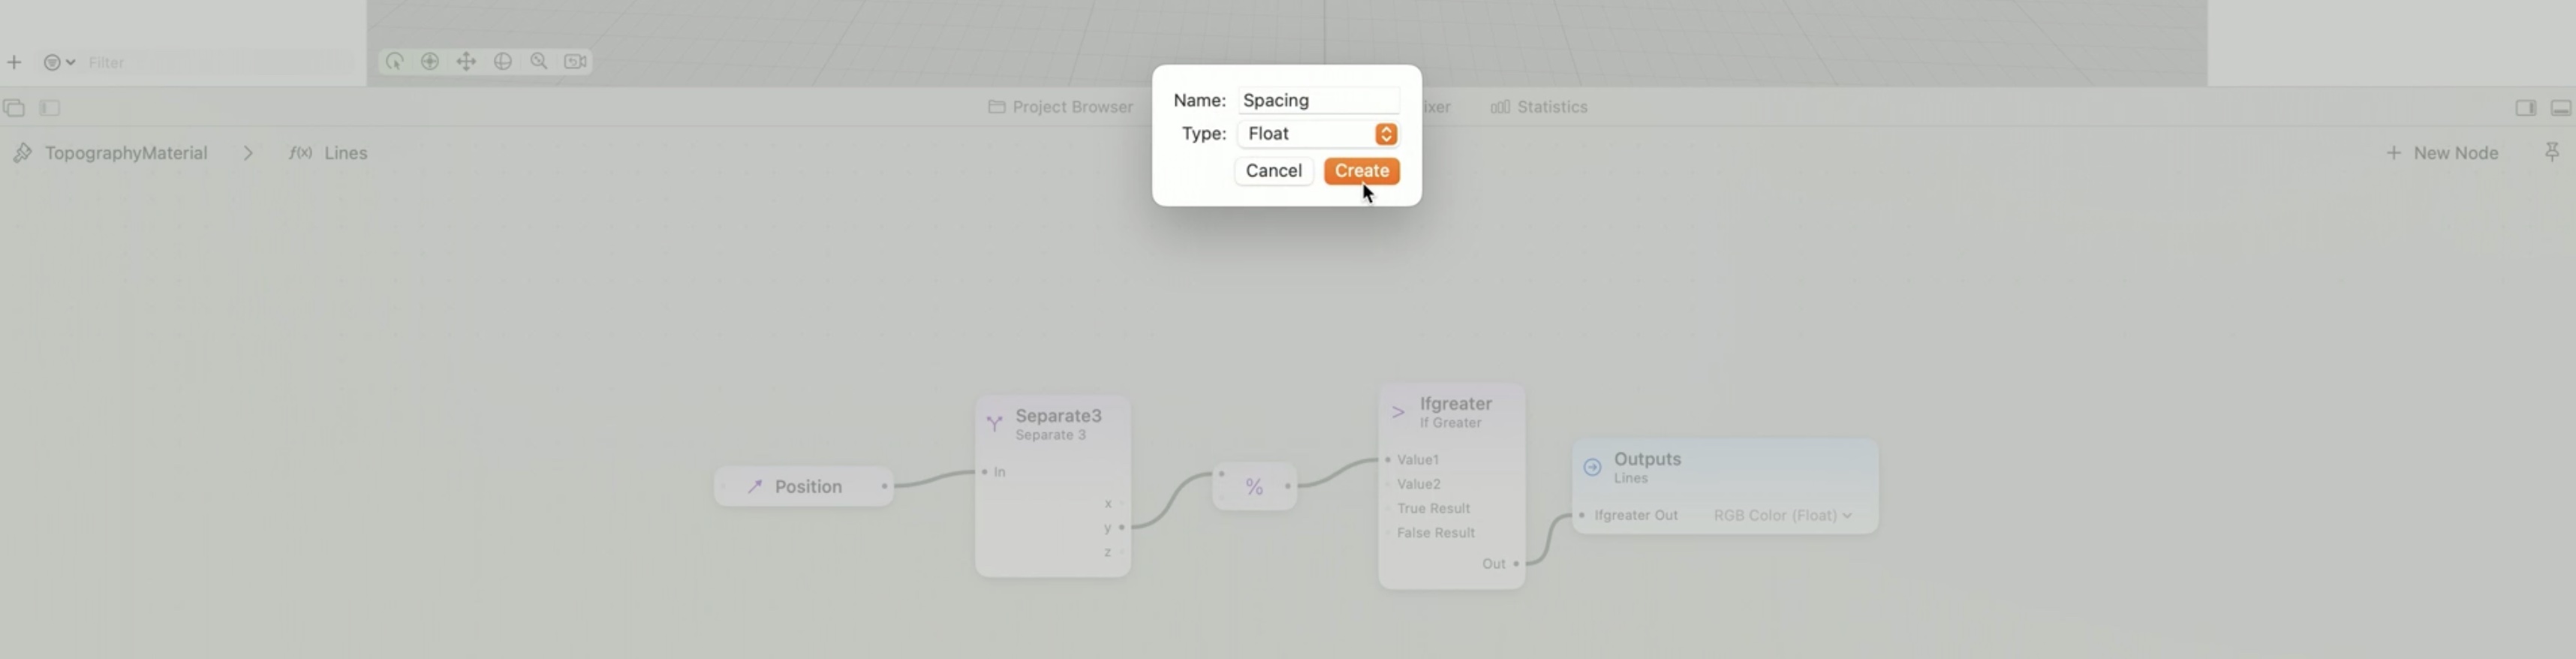 Filter
Name: Spacing
Project Browser
ixer
Statistics
Type: Float
TopographyMaterial > f(x) Lines
Cancel
Create
+ New Node
Position
Separate3
Separate 3
In
x
y
z
%
Ifgreater
If Greater
Value1
Value2
True Result
False Result
Out
Outputs
Lines
Ifgreater Out RGB Color (Float)